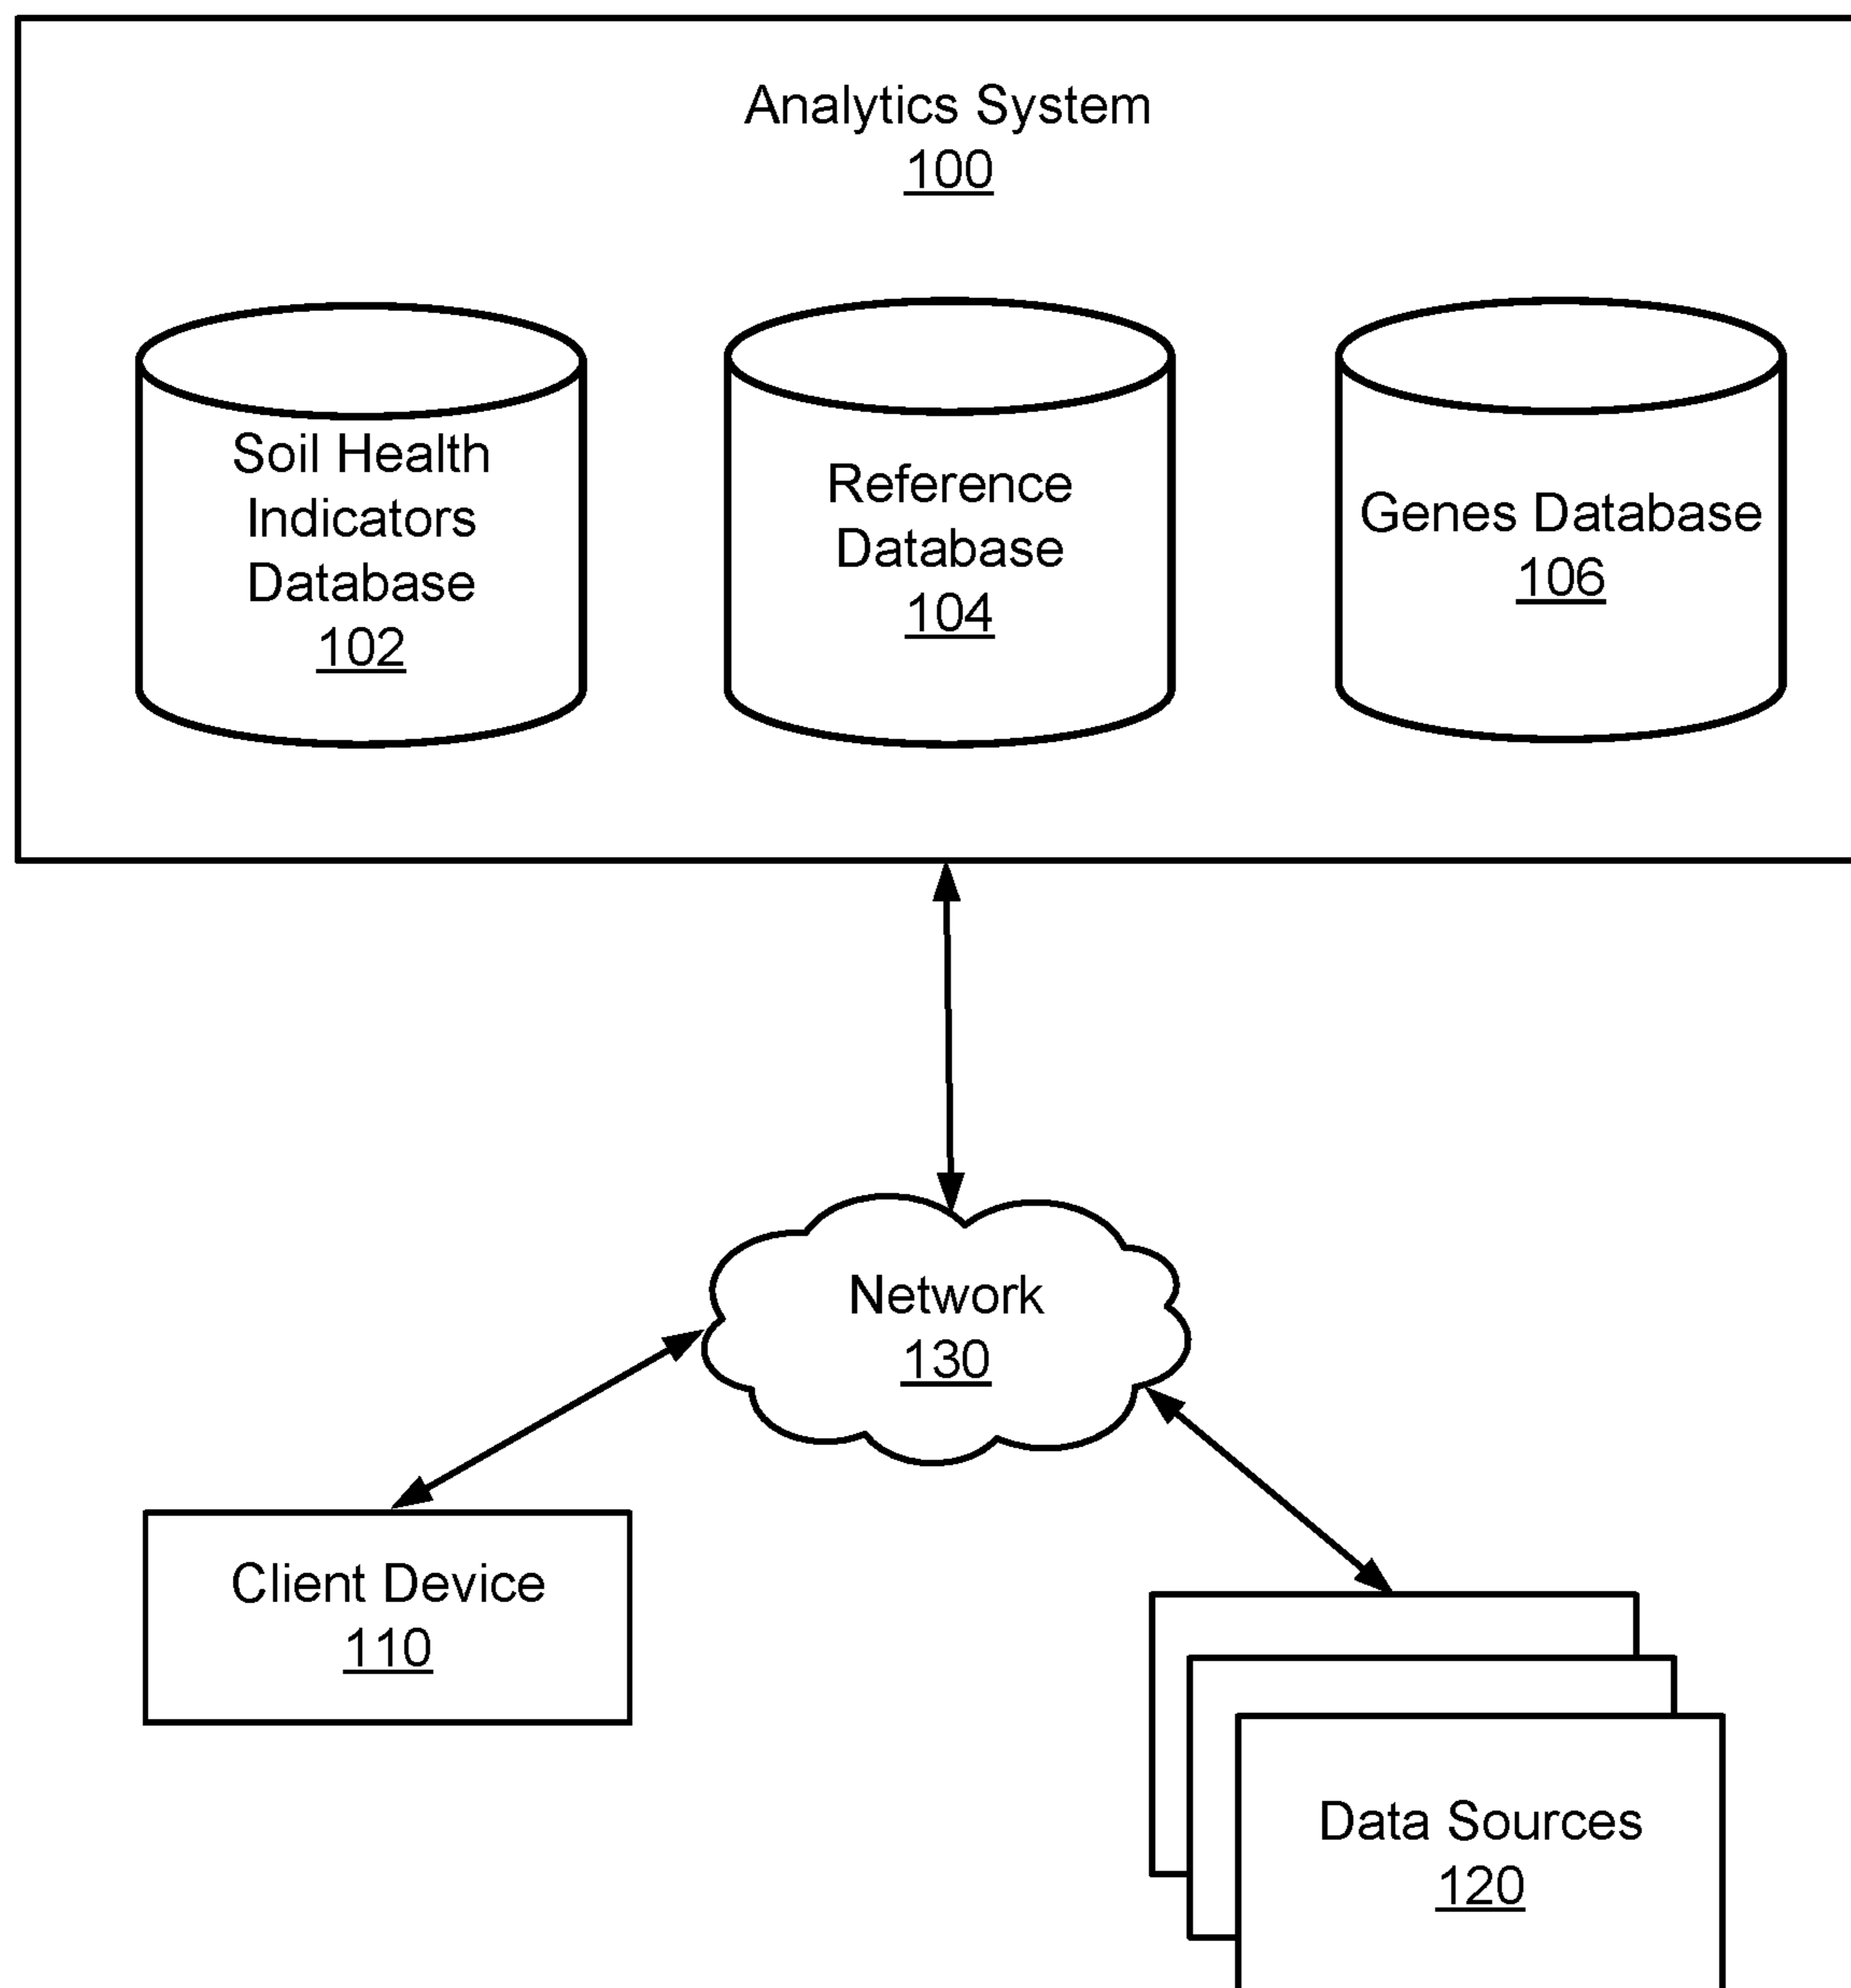 Analytics System
100
Soil Health
Indicators
Database
102
Reference
Database
104
Genes Database
106
Network
130
Client Device
110
Data Sources
120